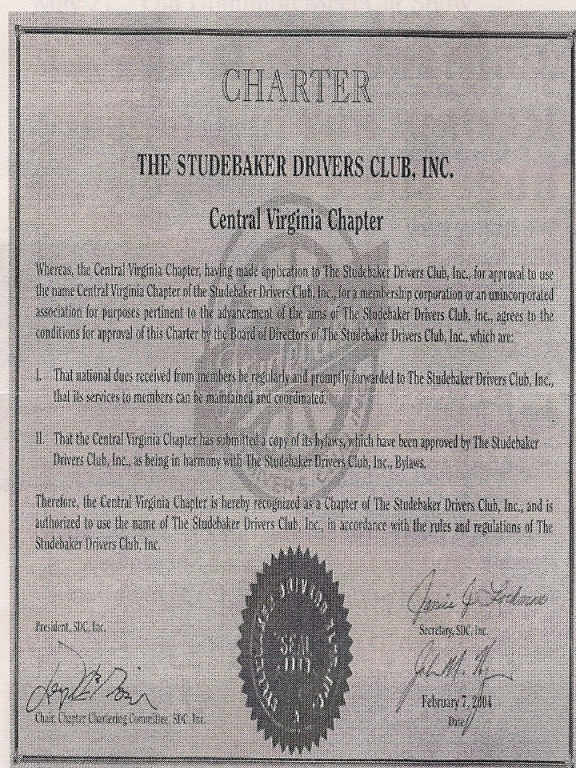 CHARTER
THE STUDEBAKER DRIVERS CLUB, INC.
Central Virginia Chapter
Whereas, the Central Virginia Chapter, having made application to The Studebaker Drivers Club, Inc., for approval to use
the name Central Virginia Chapter of the Studebaker Drivers Club, Inc., for a membership corporation or an unincorporated
association for purposes pertinent to the advancement of the aims of The Studebaker Drivers Club, Inc., agrees to the
conditions for approval of this Charter by the Board of Directors of The Studebaker Drivers Club, Inc., which are:
I. That national dues received from members be regularly and promptly forwarded to The Studebaker Drivers Club, Inc.,
that its services to members can be maintained and coordinated.
II. That the Central Virginia Chapter has submitted a copy of its bylaws, which have been approved by The Studebaker
Drivers Club, Inc., as being in harmony with The Studebaker Drivers Club, Inc., Bylaws.
Therefore, the Central Virginia Chapter is hereby recognized as a Chapter of The Studebaker Drivers Club, Inc., and is
authorized to use the name of The Studebaker Drivers Club, Inc., in accordance with the rules and regulations of The
Studebaker Drivers Club, Inc.
President, SDC, Inc.
Secretary, SDC, Inc.
Chair, Chapter Chartering Committee, SDC, Inc.
February 7, 2004
Date
SEAL